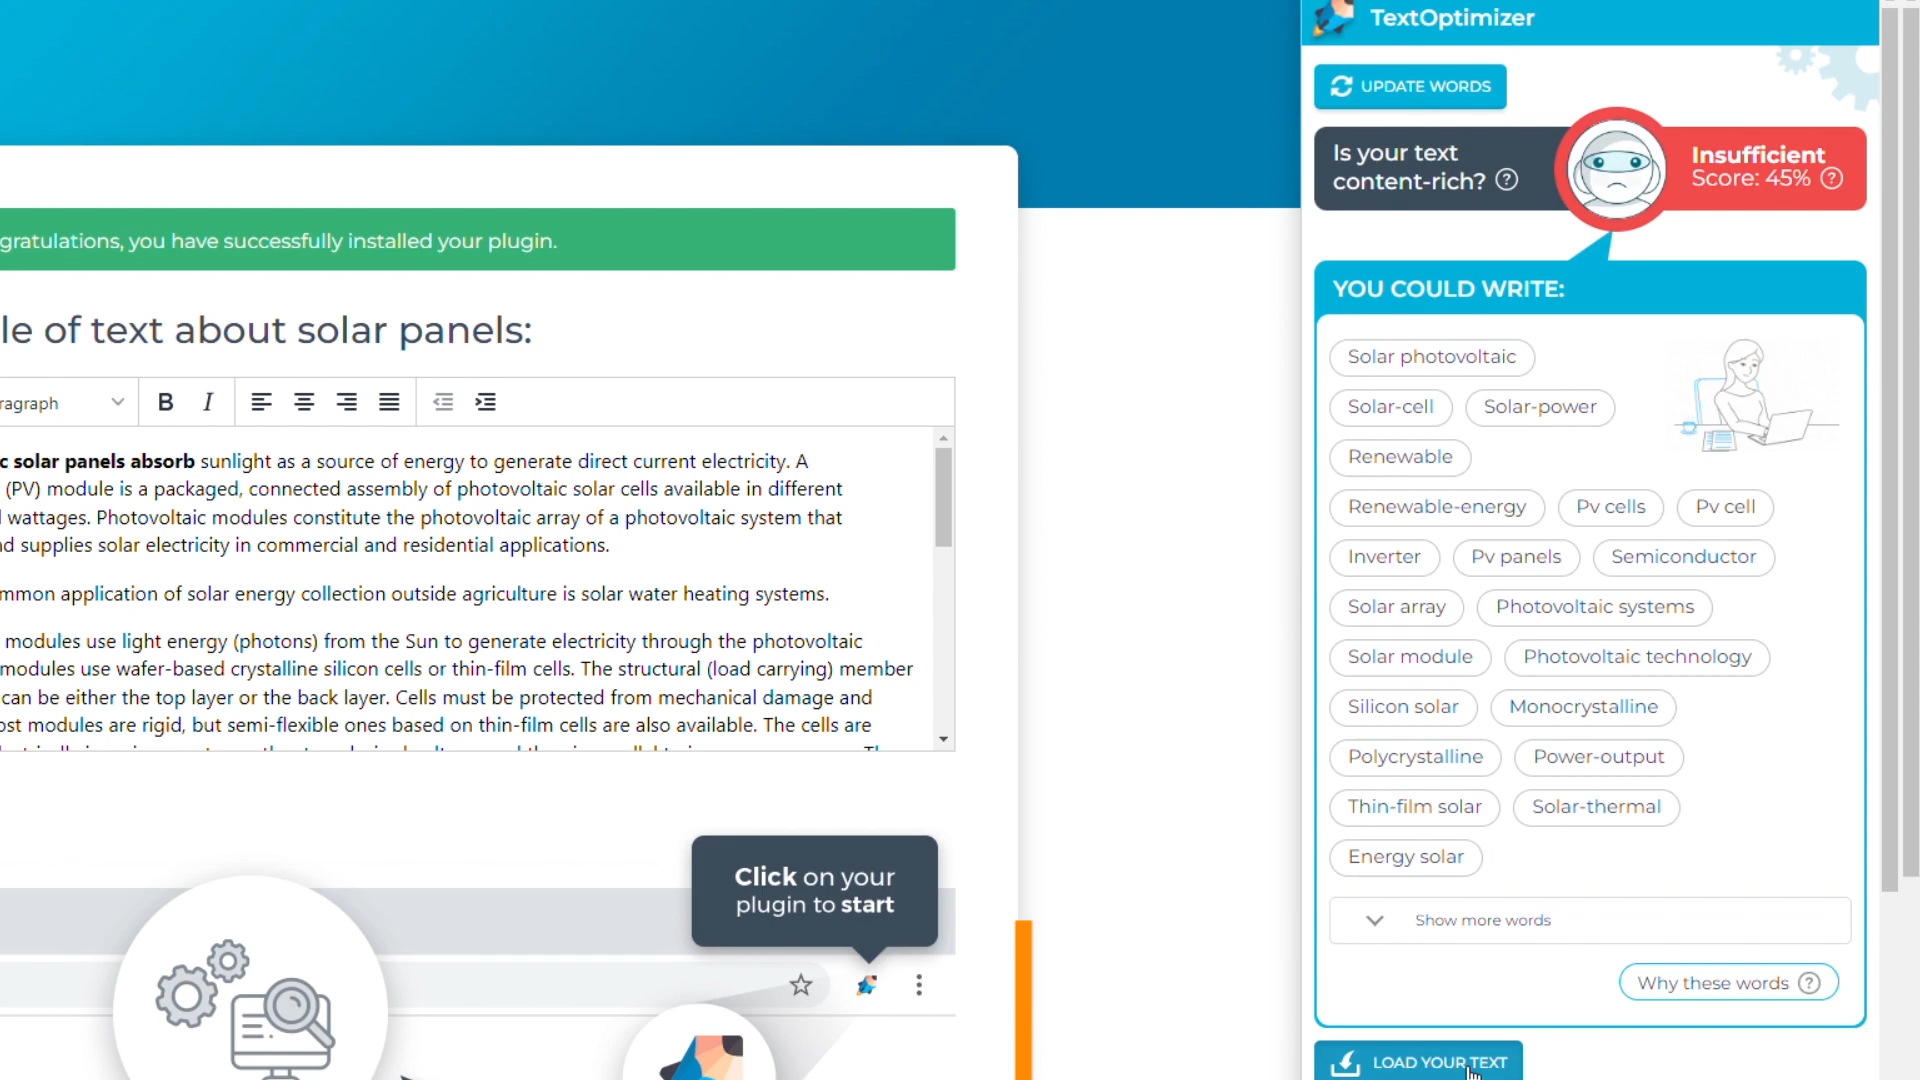 TextOptimizer
UPDATE WORDS
Is your text
content-rich?
Insufficient
Score: 45%
gratulations, you have successfully installed your plugin.
YOU COULD WRITE:
le of text about solar panels:
Solar photovoltaic
Solar-cell Solar-power
Renewable
Renewable-energy Pv cells Pv cell
Inverter Pv panels Semiconductor
Solar array Photovoltaic systems
Solar module Photovoltaic technology
Silicon solar Monocrystalline
Polycrystalline Power-output
Thin-film solar Solar-thermal
Energy solar
Show more words
Why these words ?
LOAD YOUR TEXT
ragraph B I
c solar panels absorb sunlight as a source of energy to generate direct current electricity. A
(PV) module is a packaged, connected assembly of photovoltaic solar cells available in different
wattages. Photovoltaic modules constitute the photovoltaic array of a photovoltaic system that
nd supplies solar electricity in commercial and residential applications.
mmon application of solar energy collection outside agriculture is solar water heating systems.
modules use light energy (photons) from the Sun to generate electricity through the photovoltaic
modules use wafer-based crystalline silicon cells or thin-film cells. The structural (load carrying) member
can be either the top layer or the back layer. Cells must be protected from mechanical damage and
ost modules are rigid, but semi-flexible ones based on thin-film cells are also available. The cells are
Click on your
plugin to start